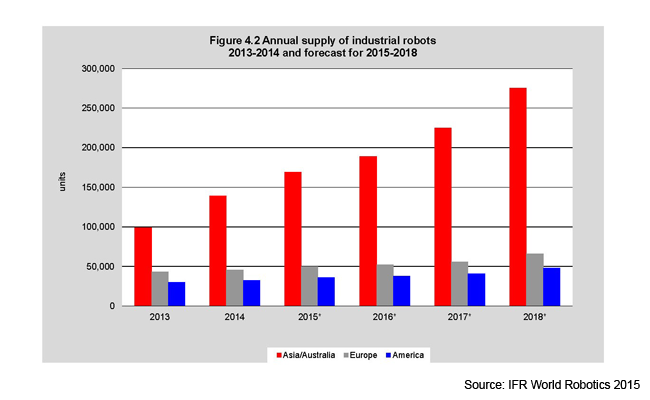 Figure 4.2 Annual supply of industrial robots
2013-2014 and forecast for 2015-2018
300,000
250,000
200,000
150,000
100,000
50,000
0
units
2013 2014 2015* 2016* 2017* 2018*
Asia/Australia Europe America
Source: IFR World Robotics 2015